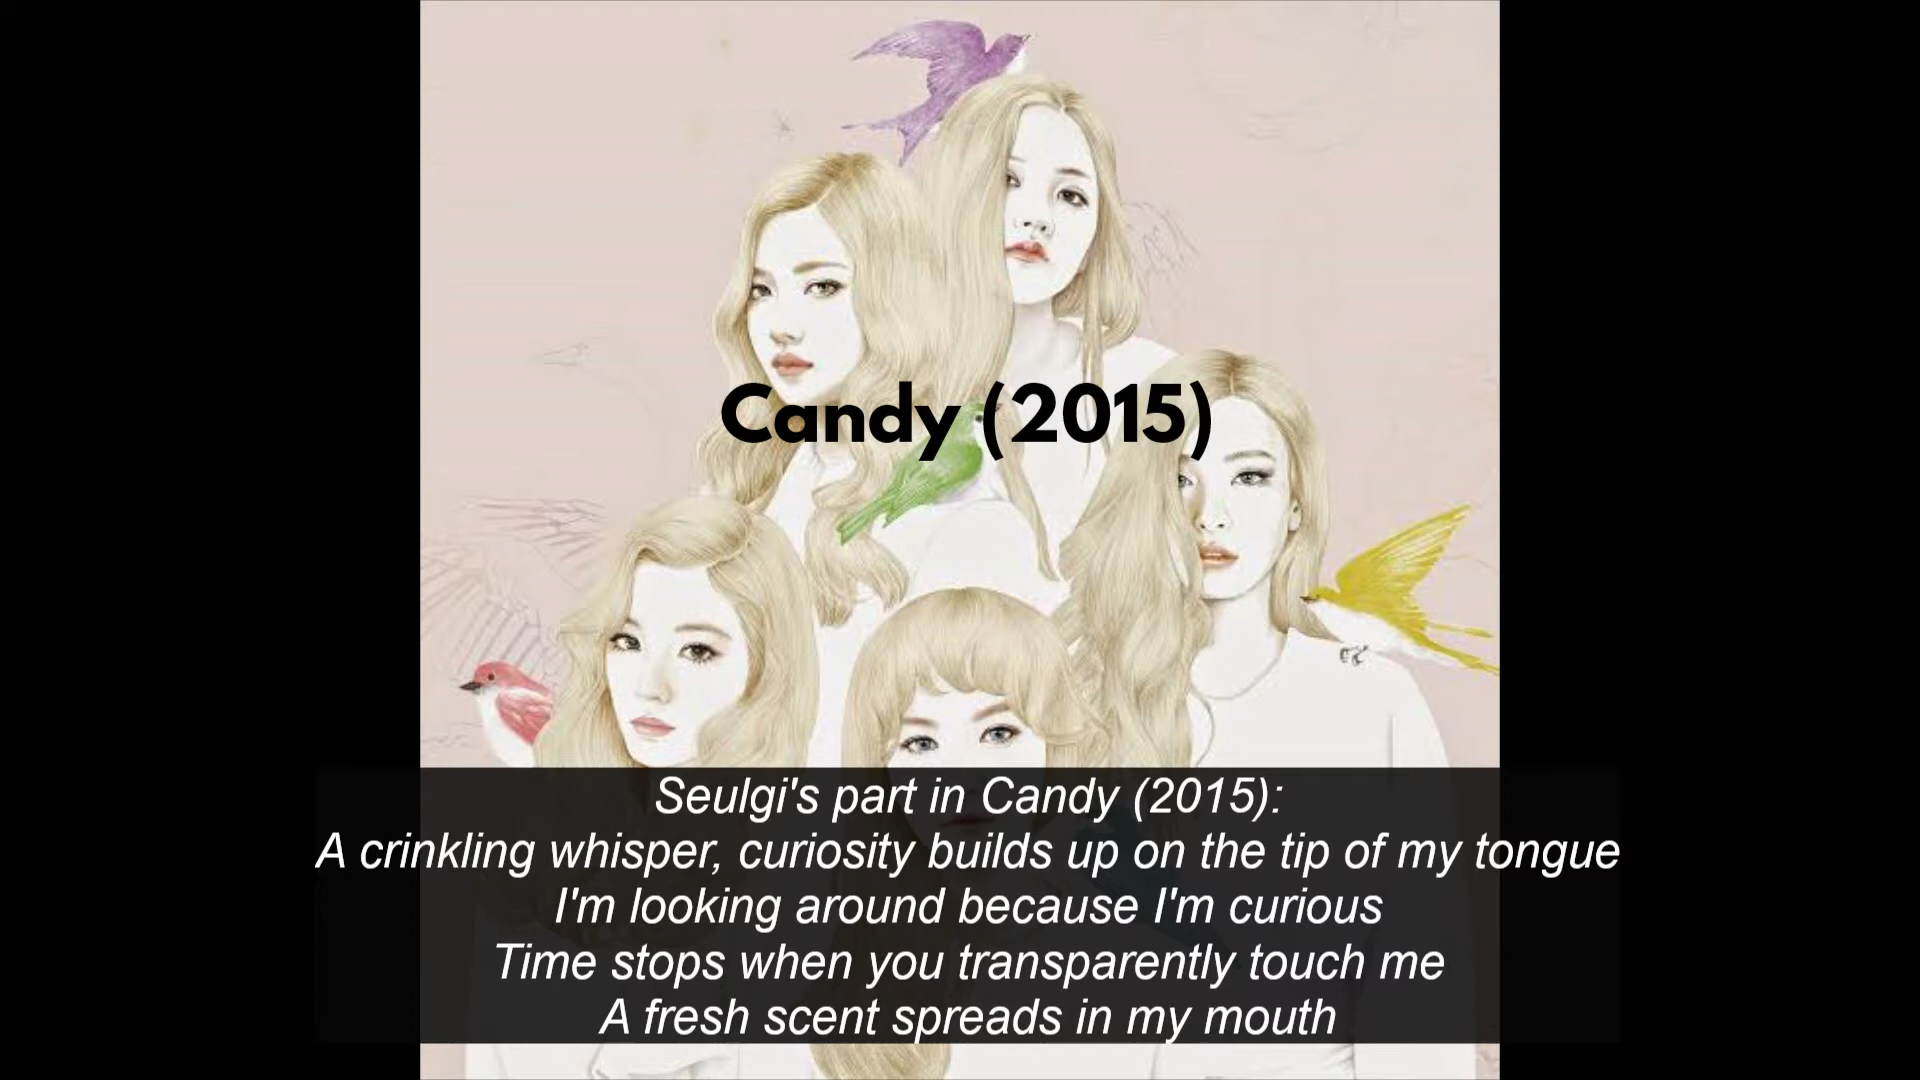 Candy (2015)
Seulgi's part in Candy (2015):
A crinkling whisper, curiosity builds up on the tip of my tongue
I'm looking around because I'm curious
Time stops when you transparently touch me
A fresh scent spreads in my mouth